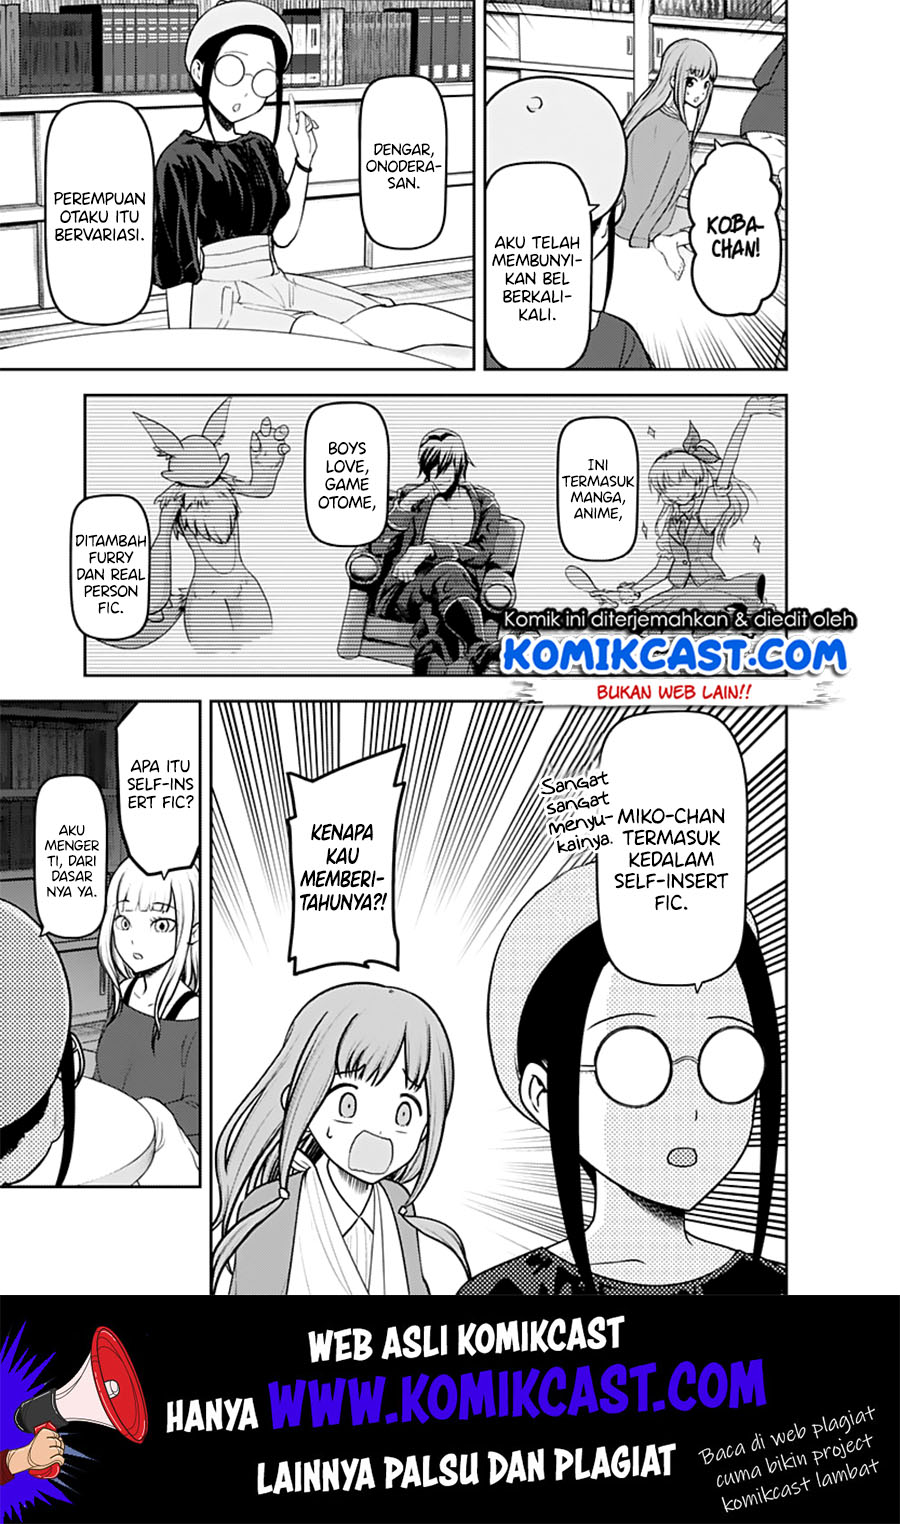 KOBA-
CHAN!
AKU TELAH
MEMBUNYI-
KAN BEL
BERKALI-
KALI.
DENGAR,
ONODERA-
SAN.
PEREMPUAN
OTAKU ITU
BERVARIASI.
INI
TERMASUK
MANGA,
ANIME,
BOYS
LOVE,
GAME
OTOME,
DITAMBAH
FURRY
DAN REAL
PERSON
FIC.
Komik ini diterjemahkan & diedit oleh
KOMIKCAST.COM
BUKAN WEB LAIN!!
MIKO-CHAN
TERMASUK
KEDALAM
SELF-INSERT
FIC.
Sangat
sangat
menyu-
kainya.
KENAPA
KAU
MEMBERI-
TAHUNYA?!
APA ITU
SELF-INS
ERT FIC?
AKU
MENGER
TI, DARI
DASAR
NYA YA.
WEB ASLI KOMIKCAST
HANYA WWW.KOMIKCAST.COM
LAINNYA PALSU DAN PLAGIAT
Baca di web plagiat
cuma bikin project
komikcast lambat